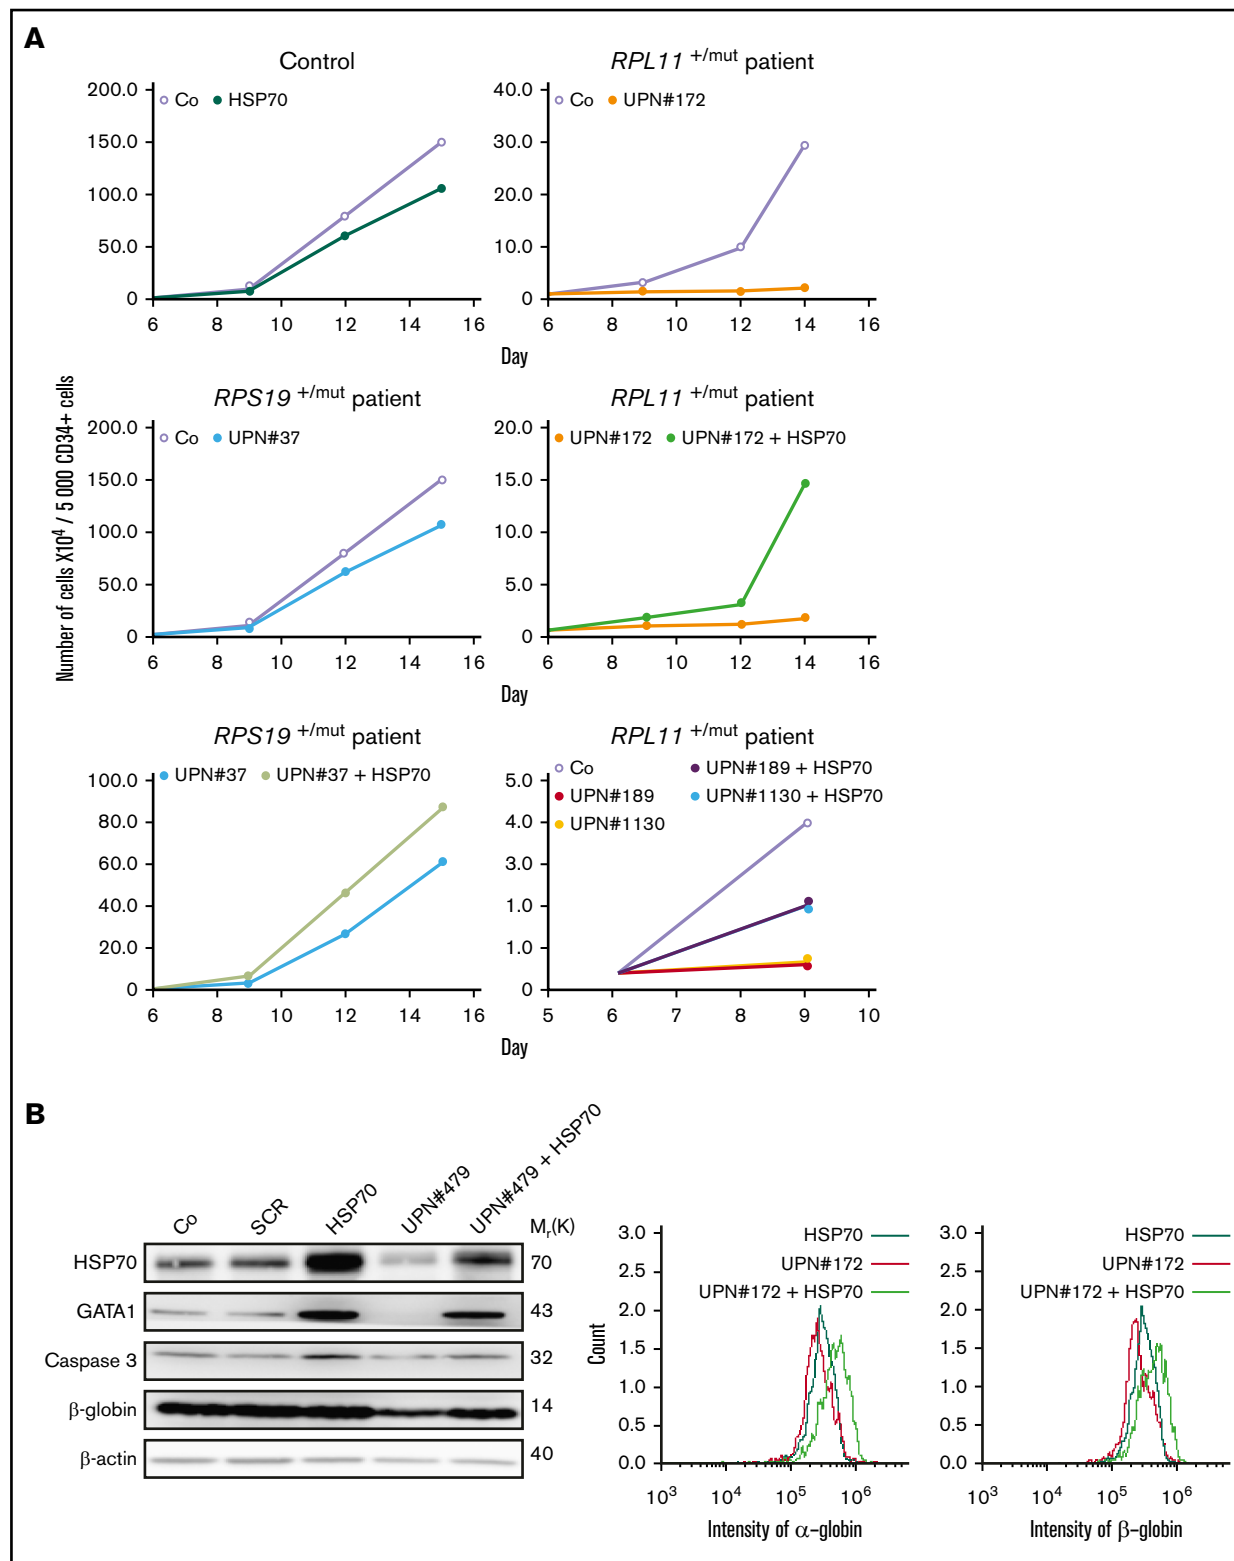 A
Control
200.0
150.0
100.0
50.0
0
Co HSP70
6 8 10 12 14 16
RPL11 +/mut patient
40.0
30.0
20.0
10.0
0
Co UPN#172
6 8 10 12 14 16
Day
Number of cells X10⁴ / 5 000 CD34+ cells
RPS19 +/mut patient
200.0
150.0
100.0
50.0
0
Co UPN#37
6 8 10 12 14 16
RPL11 +/mut patient
20.0
15.0
10.0
5.0
0
UPN#172 UPN#172 + HSP70
6 8 10 12 14 16
Day
RPS19 +/mut patient
100.0
80.0
60.0
40.0
20.0
0
UPN#37 UPN#37 + HSP70
6 8 10 12 14 16
RPL11 +/mut patient
Co UPN#189 + HSP70
UPN#189 UPN#1130 + HSP70
UPN#1130
5.0
4.0
3.0
1.0
1.0
0
5 6 7 8 9 10
Day
B
Co SCR HSP70 UPN#479 UPN#479 + HSP70
Mr(K)
HSP70 70
GATA1 43
Caspase 3 32
β-globin 14
β-actin 40
Count
3.0
2.5
2.0
1.5
1.0
0.5
0.0
HSP70
UPN#172
UPN#172 + HSP70
10³ 10⁴ 10⁵ 10⁶
Intensity of α-globin
3.0
2.5
2.0
1.5
1.0
0.5
0.0
HSP70
UPN#172
UPN#172 + HSP70
10³ 10⁴ 10⁵ 10⁶
Intensity of β-globin